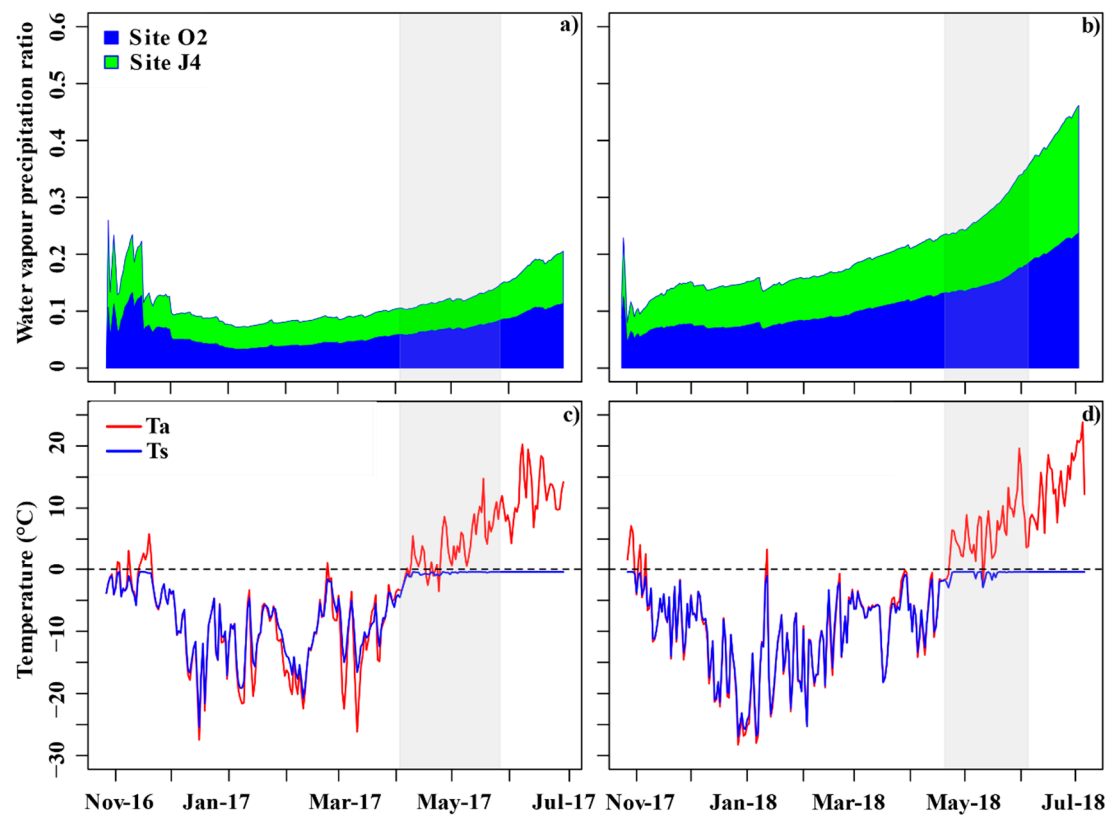 a)
b)
Site O2
Site J4
Water vapour precipitation ratio
0.6
0.5
0.4
0.3
0.2
0.1
0
c)
d)
Ta
Ts
Temperature (°C)
20
10
0
−10
−20
−30
Nov-16 Jan-17 Mar-17 May-17 Jul-17
Nov-17 Jan-18 Mar-18 May-18 Jul-18